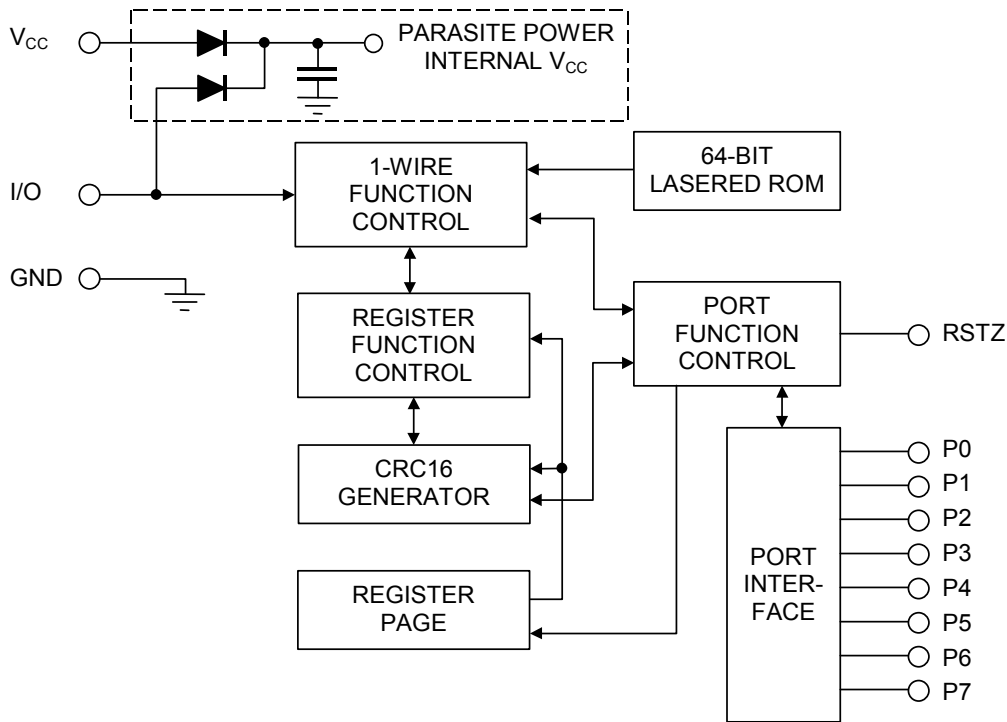 VCC
PARASITE POWER
INTERNAL VCC
I/O
1-WIRE
FUNCTION
CONTROL
64-BIT
LASERED ROM
GND
REGISTER
FUNCTION
CONTROL
PORT
FUNCTION
CONTROL
RSTZ
CRC16
GENERATOR
REGISTER
PAGE
PORT
INTER-
FACE
P0
P1
P2
P3
P4
P5
P6
P7